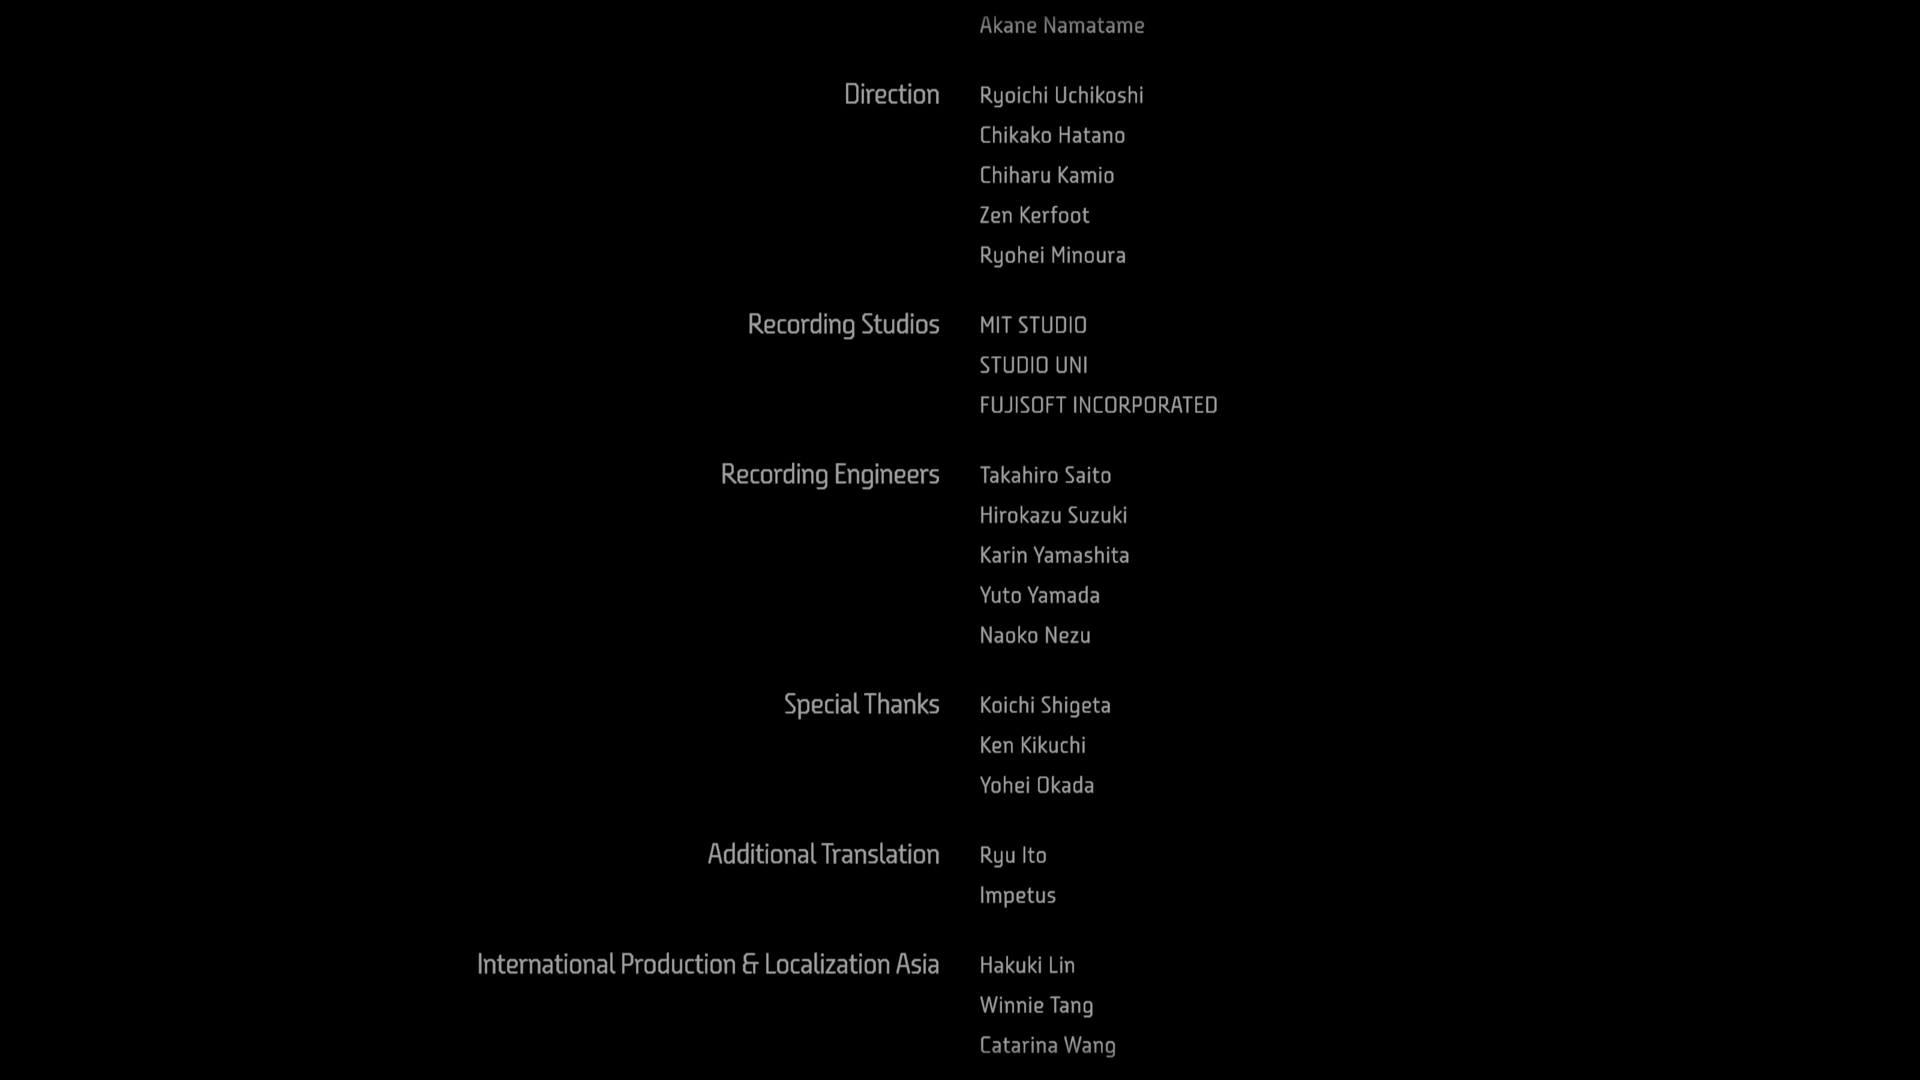 Akane Namatame
Direction Ryoichi Uchikoshi
Chikako Hatano
Chiharu Kamio
Zen Kerfoot
Ryohei Minoura
Recording Studios MIT STUDIO
STUDIO UNI
FUJISOFT INCORPORATED
Recording Engineers Takahiro Saito
Hirokazu Suzuki
Karin Yamashita
Yuto Yamada
Naoko Nezu
Special Thanks Koichi Shigeta
Ken Kikuchi
Yohei Okada
Additional Translation Ryu Ito
Impetus
International Production & Localization Asia Hakuki Lin
Winnie Tang
Catarina Wang